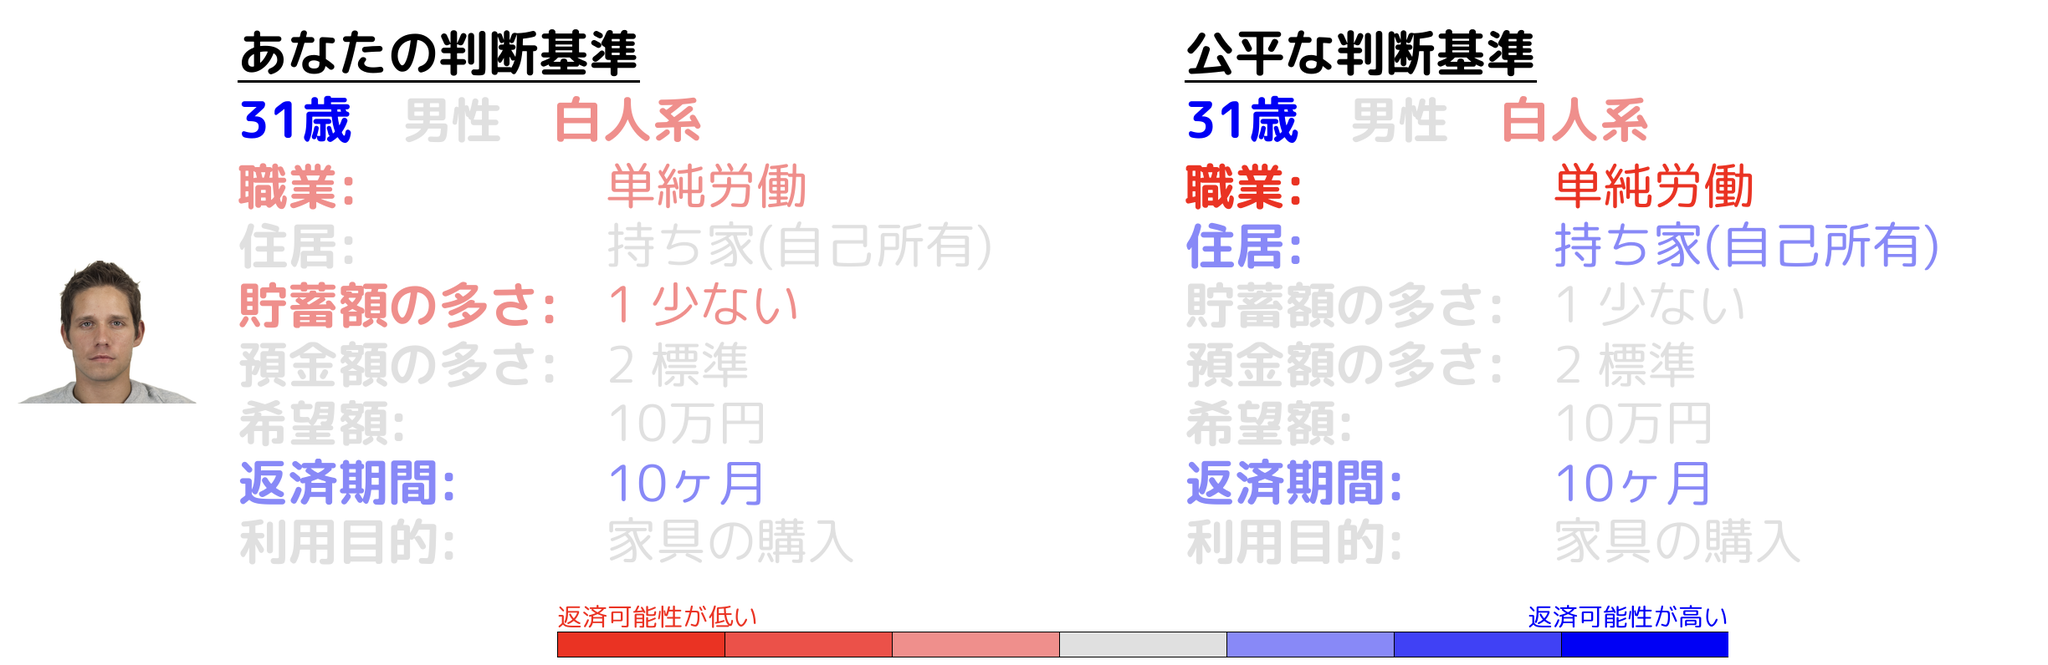 あなたの判断基準
31歳 男性 白人系
職業: 単純労働
住居: 持ち家(自己所有)
貯蓄額の多さ: 1 少ない
預金額の多さ: 2 標準
希望額: 10万円
返済期間: 10ヶ月
利用目的: 家具の購入
公平な判断基準
31歳 男性 白人系
職業: 単純労働
住居: 持ち家(自己所有)
貯蓄額の多さ: 1 少ない
預金額の多さ: 2 標準
希望額: 10万円
返済期間: 10ヶ月
利用目的: 家具の購入
返済可能性が低い
返済可能性が高い